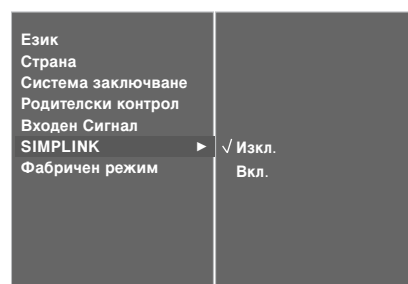 Език
Страна
Система заключване
Родителски контрол
Входен Сигнал
SIMPLINK ► √ Изкл.
Фабричен режим Вкл.